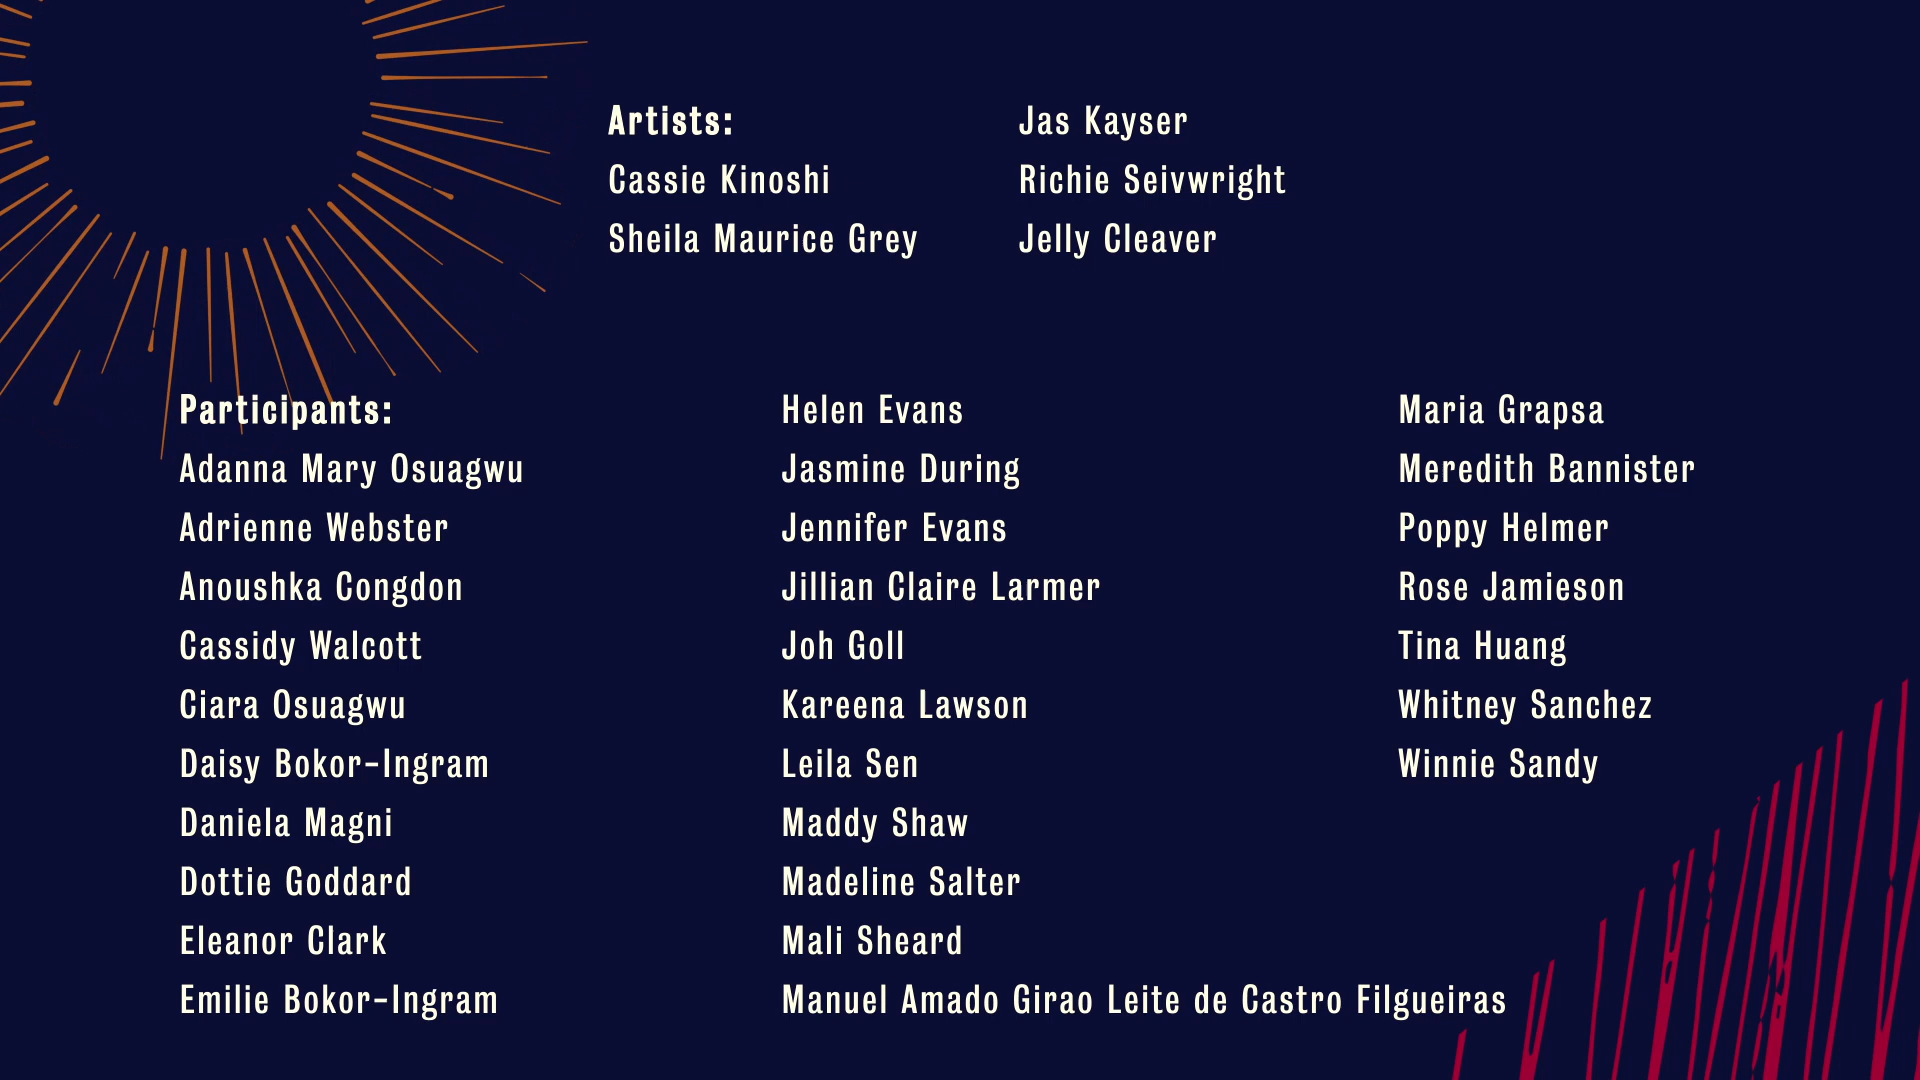 Artists:
Cassie Kinoshi
Sheila Maurice Grey
Jas Kayser
Richie Seivwright
Jelly Cleaver
Participants:
Adanna Mary Osuagwu
Adrienne Webster
Anoushka Congdon
Cassidy Walcott
Ciara Osuagwu
Daisy Bokor-Ingram
Daniela Magni
Dottie Goddard
Eleanor Clark
Emilie Bokor-Ingram
Helen Evans
Jasmine During
Jennifer Evans
Jillian Claire Larmer
Joh Goll
Kareena Lawson
Leila Sen
Maddy Shaw
Madeline Salter
Mali Sheard
Manuel Amado Girao Leite de Castro Filgueiras
Maria Grapsa
Meredith Bannister
Poppy Helmer
Rose Jamieson
Tina Huang
Whitney Sanchez
Winnie Sandy